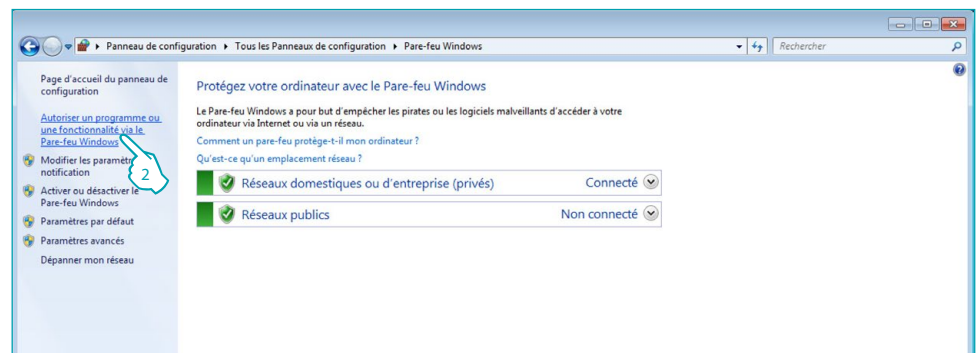 Panneau de configuration ▸ Tous les Panneaux de configuration ▸ Pare-feu Windows
Rechercher
Page d'accueil du panneau de
configuration
Autoriser un programme ou
une fonctionnalité via le
Pare-feu Windows
Modifier les paramètr
notification
2
Activer ou désactiver le
Pare-feu Windows
Paramètres par défaut
Paramètres avancés
Dépanner mon réseau
Protégez votre ordinateur avec le Pare-feu Windows
Le Pare-feu Windows a pour but d'empêcher les pirates ou les logiciels malveillants d'accéder à votre
ordinateur via Internet ou via un réseau.
Comment un pare-feu protège-t-il mon ordinateur ?
Qu'est-ce qu'un emplacement réseau ?
Réseaux domestiques ou d'entreprise (privés) Connecté
Réseaux publics Non connecté